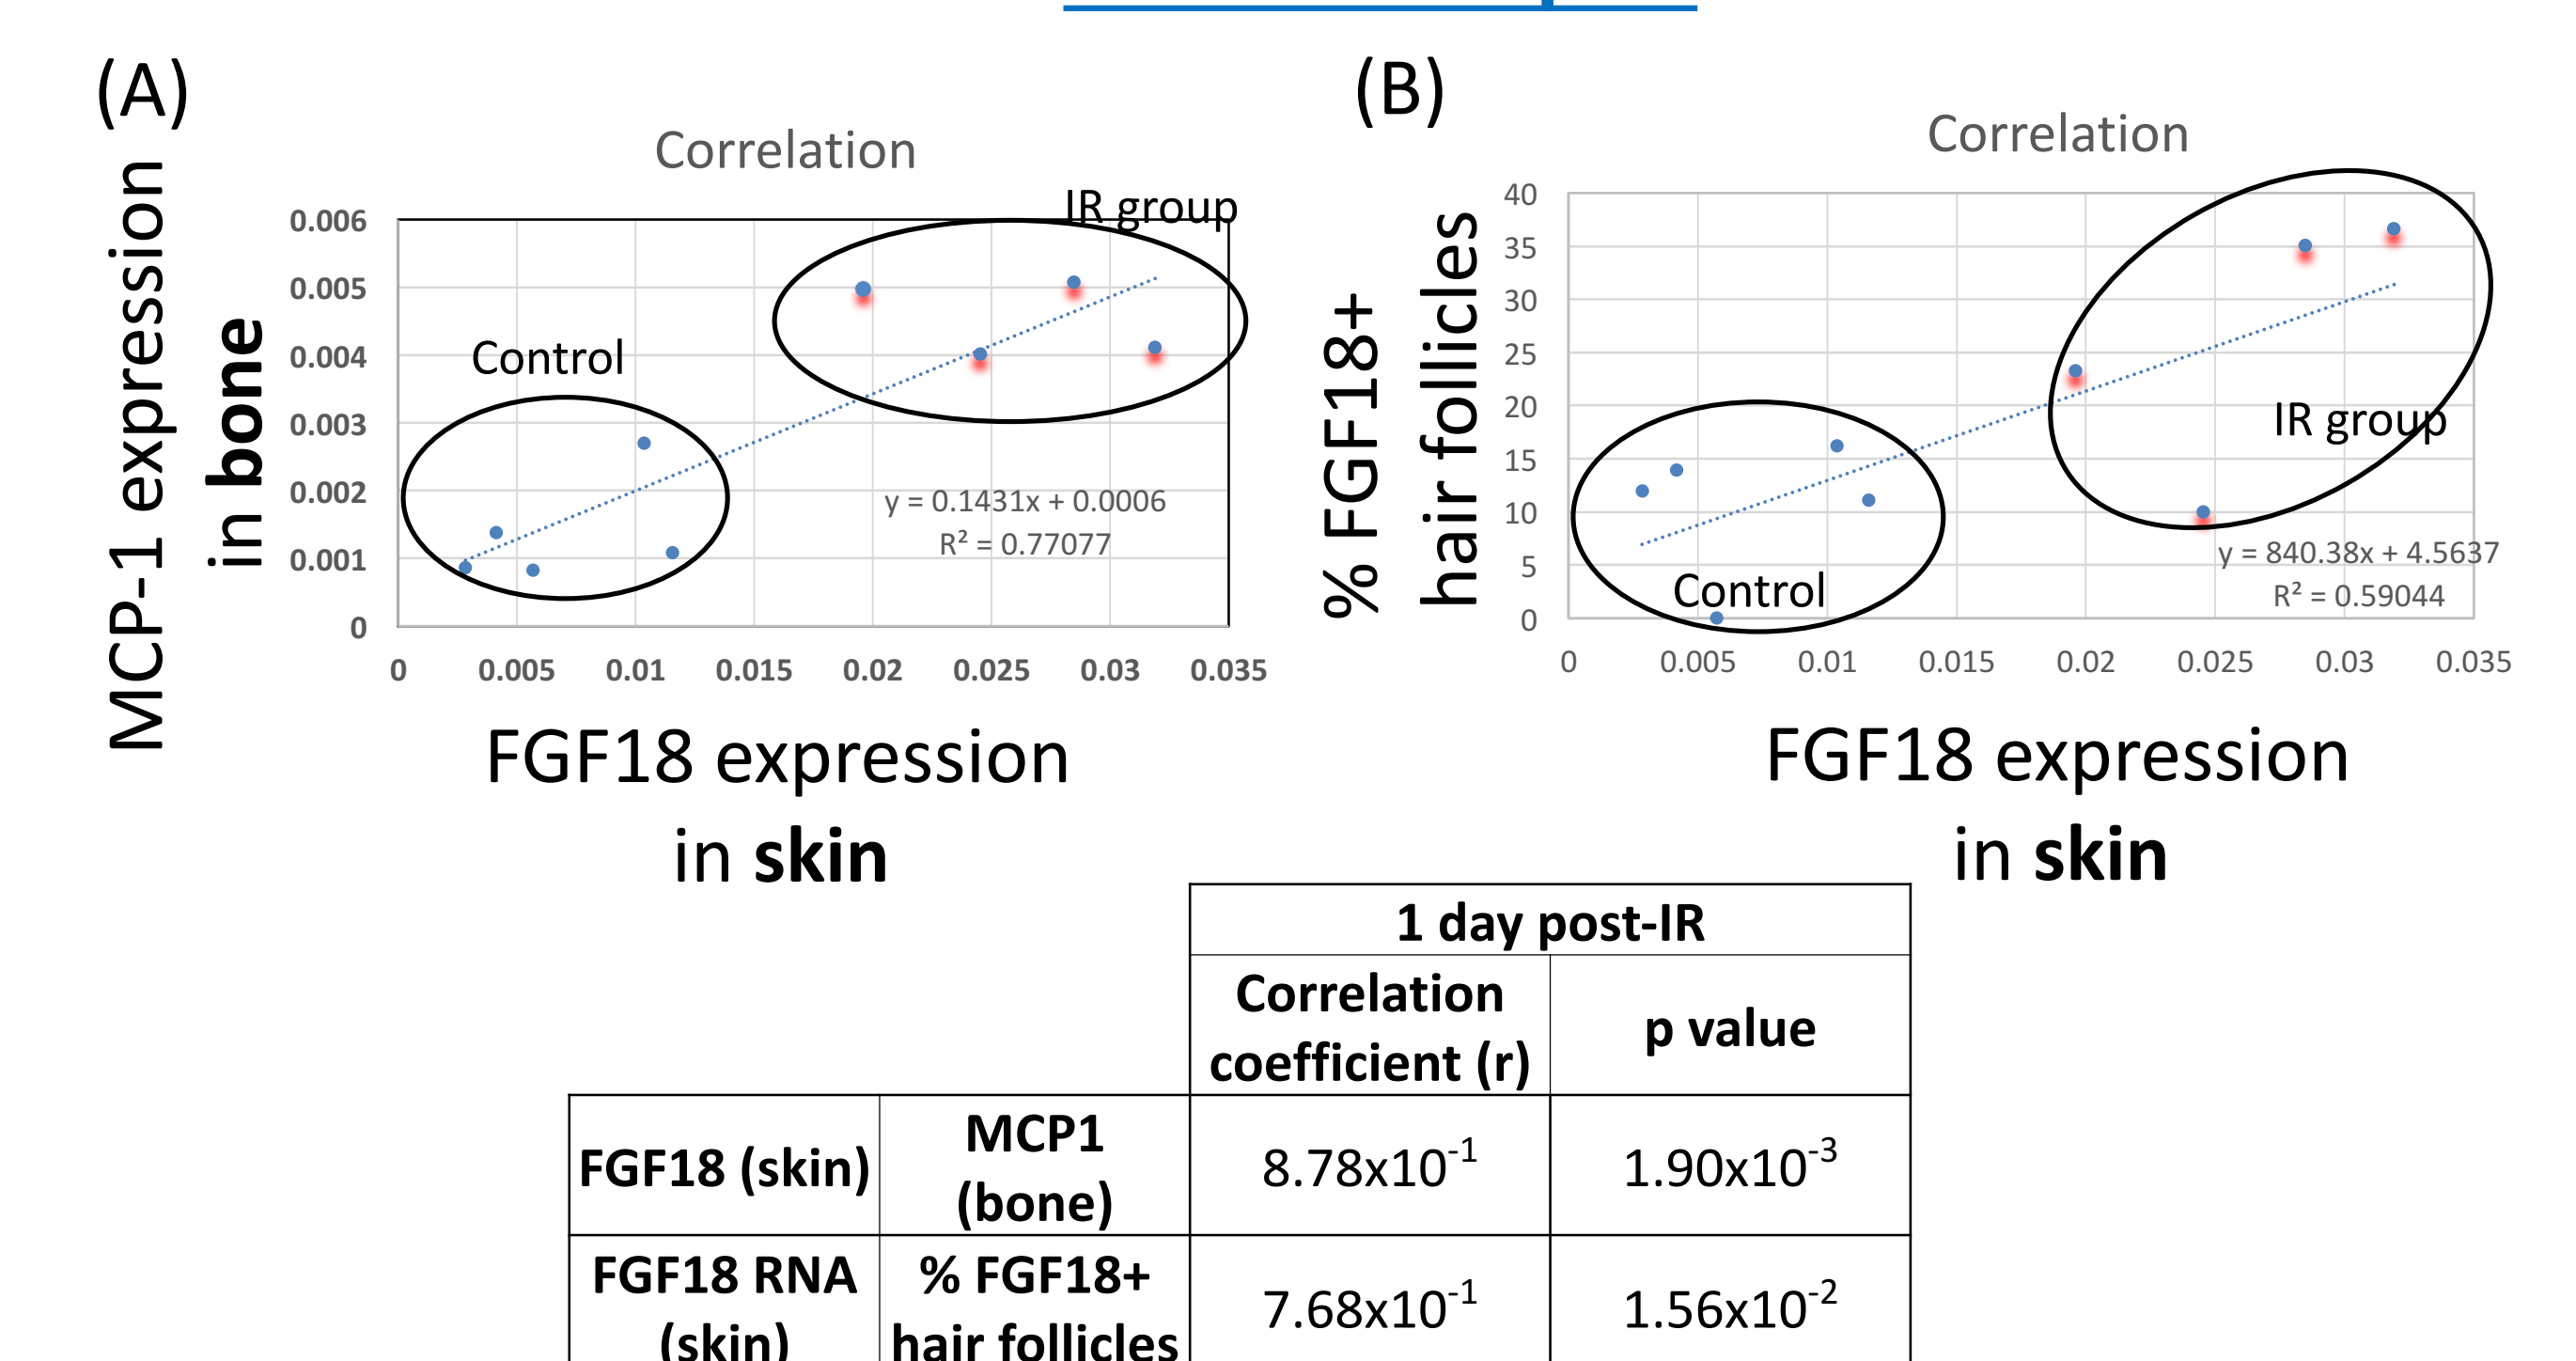 (A)
Correlation
MCP-1 expression
in bone
IR group
Control
0.006
0.005
0.004
0.003
0.002
0.001
0
y = 0.1431x + 0.0006
R² = 0.77077
0 0.005 0.01 0.015 0.02 0.025 0.03 0.035
FGF18 expression
in skin
(B)
Correlation
% FGF18+
hair follicles
40
35
30
25
20
15
10
5
0
IR group
Control
y = 840.38x + 4.5637
R² = 0.59044
0 0.005 0.01 0.015 0.02 0.025 0.03 0.035
FGF18 expression
in skin
1 day post-IR
Correlation
coefficient (r)
p value
FGF18 (skin)
MCP1
(bone)
8.78x10⁻¹
1.90x10⁻³
FGF18 RNA
(skin)
% FGF18+
hair follicles
7.68x10⁻¹
1.56x10⁻²